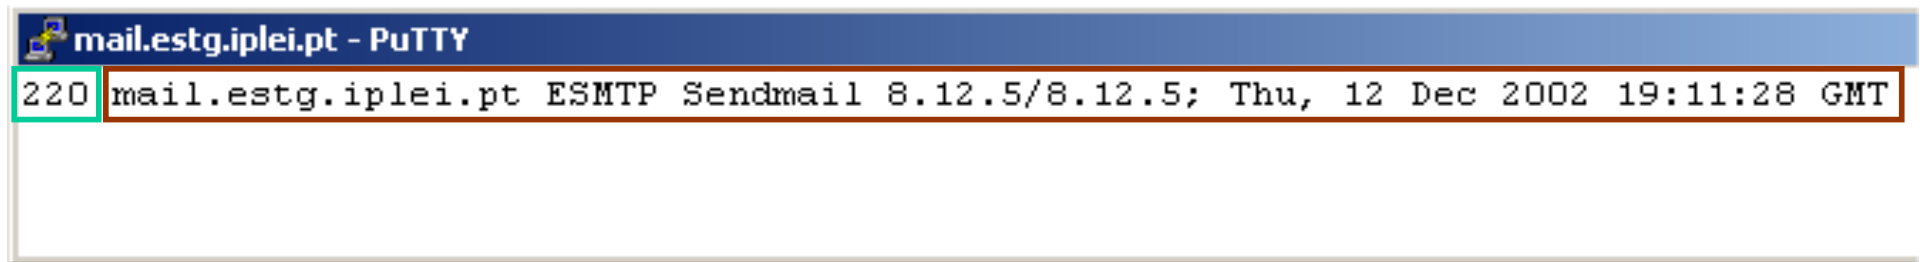 mail.estg.iplei.pt - PuTTY
220 mail.estg.iplei.pt ESMTP Sendmail 8.12.5/8.12.5; Thu, 12 Dec 2002 19:11:28 GMT